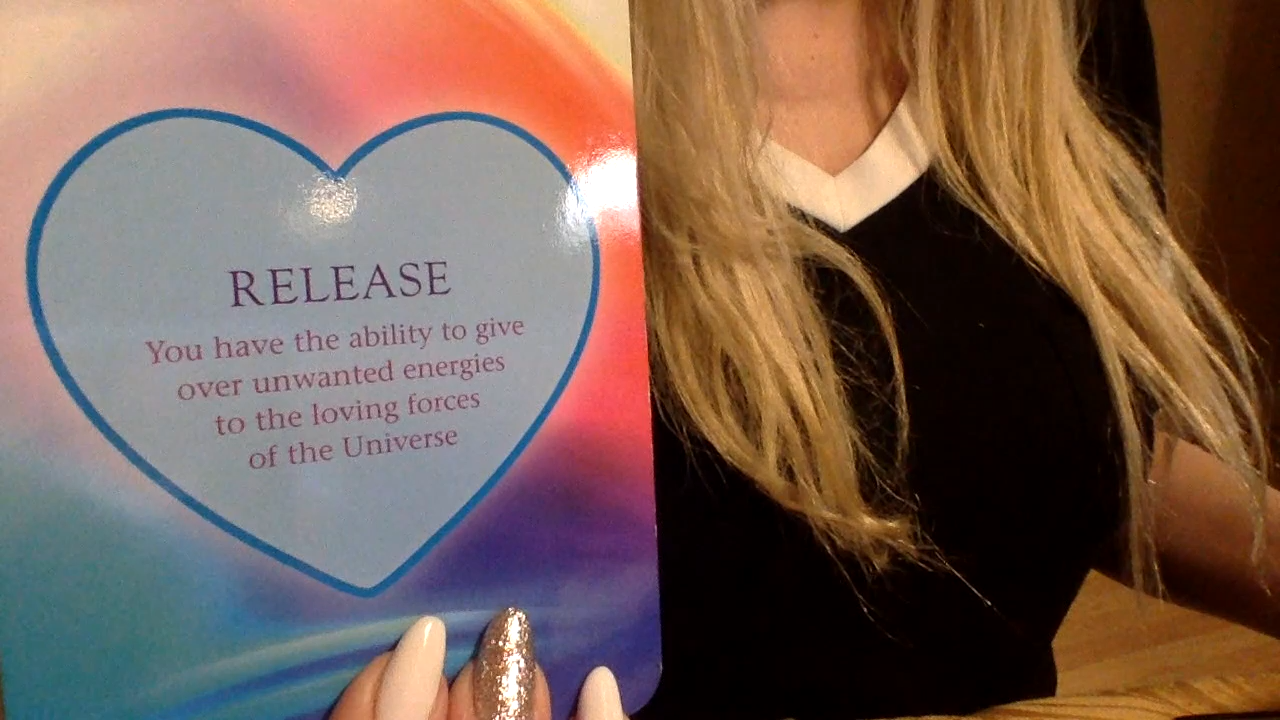 RELEASE
You have the ability to give
over unwanted energies
to the loving forces
of the Universe